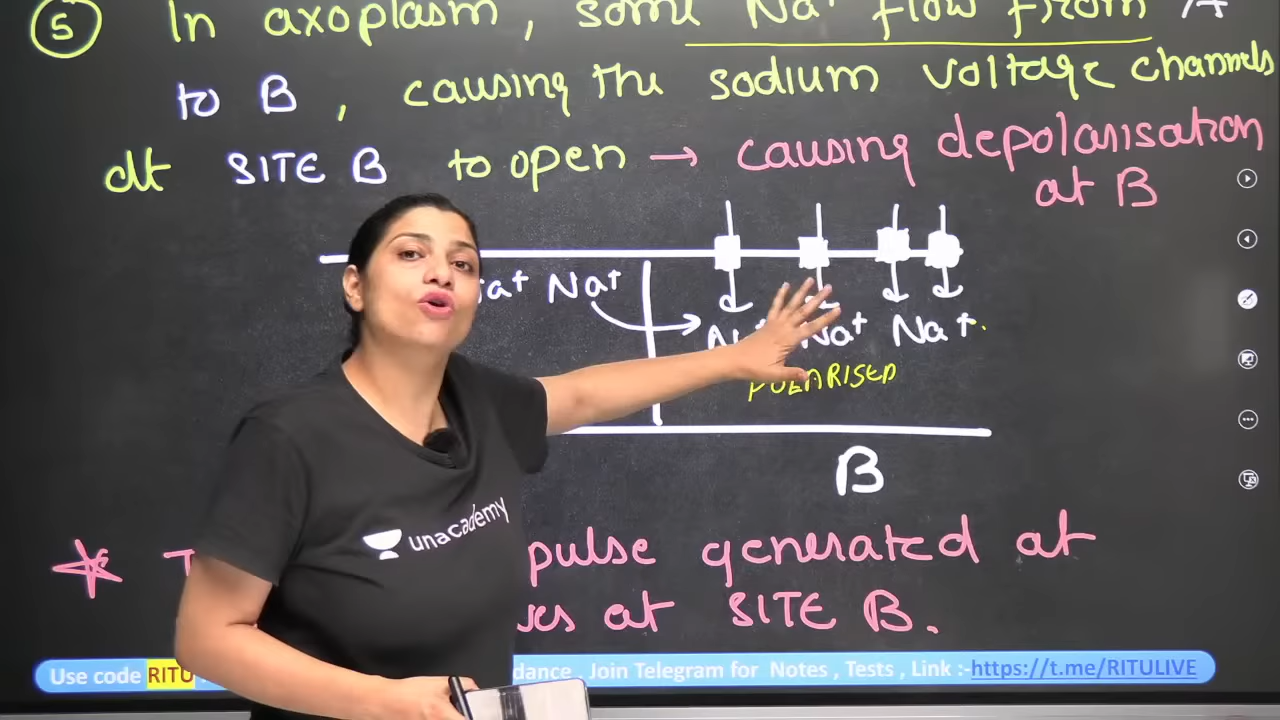 5 In axoplasm, some Na⁺ flow from A
to B, causing the sodium voltage channels
at SITE B to open → causing depolarisation
at B
Na⁺ Na⁺
Na⁺ Na⁺ Na⁺
POLARISED
B
pulse generated at
at SITE B.
unacademy
Use code RITU
Join Telegram for Notes, Tests, Link :-https://t.me/RITULIVE